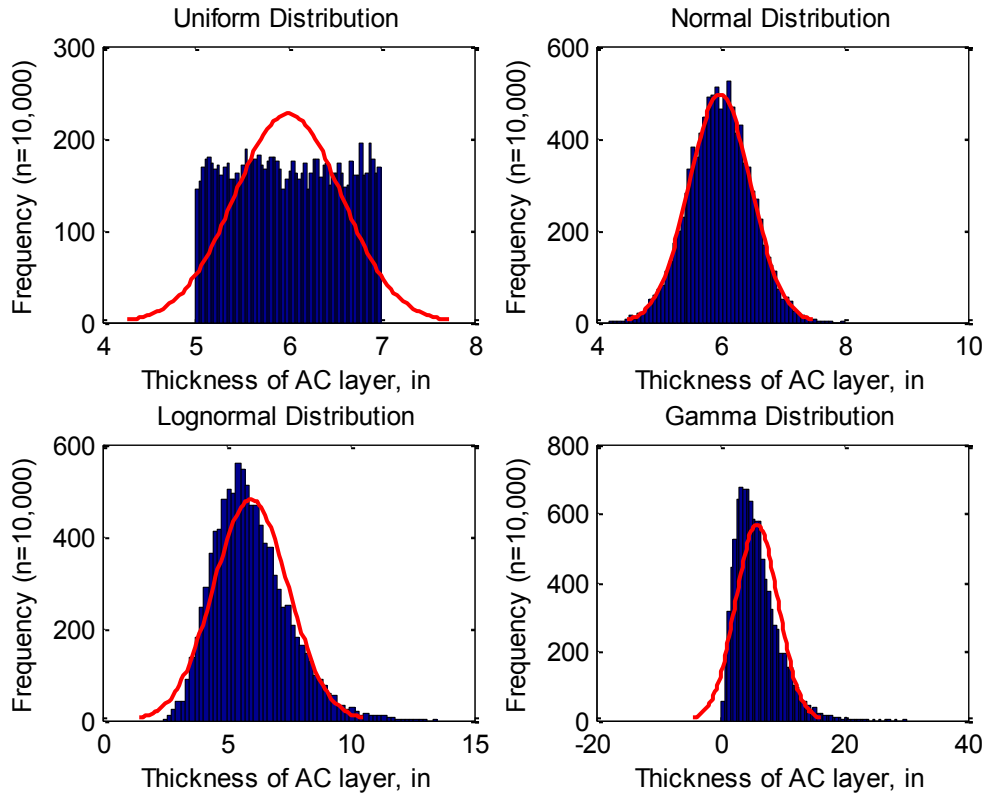 Uniform Distribution
Frequency (n=10,000)
300
200
100
0
4 5 6 7 8
Thickness of AC layer, in
Normal Distribution
Frequency (n=10,000)
600
400
200
0
4 6 8 10
Thickness of AC layer, in
Lognormal Distribution
Frequency (n=10,000)
600
400
200
0
0 5 10 15
Thickness of AC layer, in
Gamma Distribution
Frequency (n=10,000)
800
600
400
200
0
-20 0 20 40
Thickness of AC layer, in